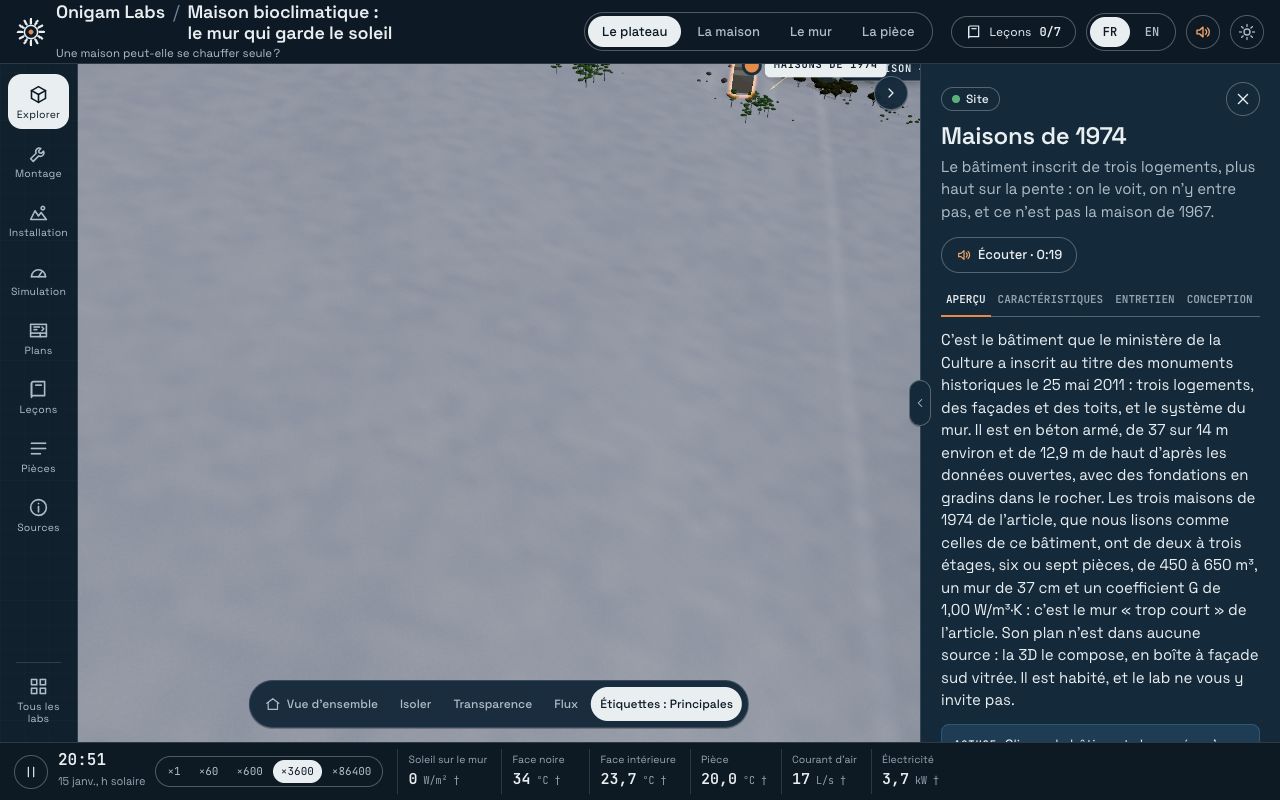 Onigam Labs / Maison bioclimatique :
le mur qui garde le soleil
Une maison peut-elle se chauffer seule ?
Le plateau
La maison
Le mur
La pièce
Leçons 0/7
FR
EN
Explorer
Montage
Installation
Simulation
Plans
Leçons
Pièces
Sources
Tous les
labs
MAISONS DE 1974
Vue d'ensemble
Isoler
Transparence
Flux
Étiquettes : Principales
Site
Maisons de 1974
Le bâtiment inscrit de trois logements, plus
haut sur la pente : on le voit, on n'y entre
pas, et ce n'est pas la maison de 1967.
Écouter · 0:19
APERÇU
CARACTÉRISTIQUES
ENTRETIEN
CONCEPTION
C'est le bâtiment que le ministère de la
Culture a inscrit au titre des monuments
historiques le 25 mai 2011 : trois logements,
des façades et des toits, et le système du
mur. Il est en béton armé, de 37 sur 14 m
environ et de 12,9 m de haut d'après les
données ouvertes, avec des fondations en
gradins dans le rocher. Les trois maisons de
1974 de l'article, que nous lisons comme
celles de ce bâtiment, ont de deux à trois
étages, six ou sept pièces, de 450 à 650 m³,
un mur de 37 cm et un coefficient G de
1,00 W/m³·K : c'est le mur « trop court » de
l'article. Son plan n'est dans aucune
source : la 3D le compose, en boîte à façade
sud vitrée. Il est habité, et le lab ne vous y
invite pas.
20:51
15 janv., h solaire
×1
×60
×600
×3600
×86400
Soleil sur le mur
0 W/m² †
Face noire
34 °C †
Face intérieure
23,7 °C †
Pièce
20,0 °C †
Courant d'air
17 L/s †
Électricité
3,7 kW †